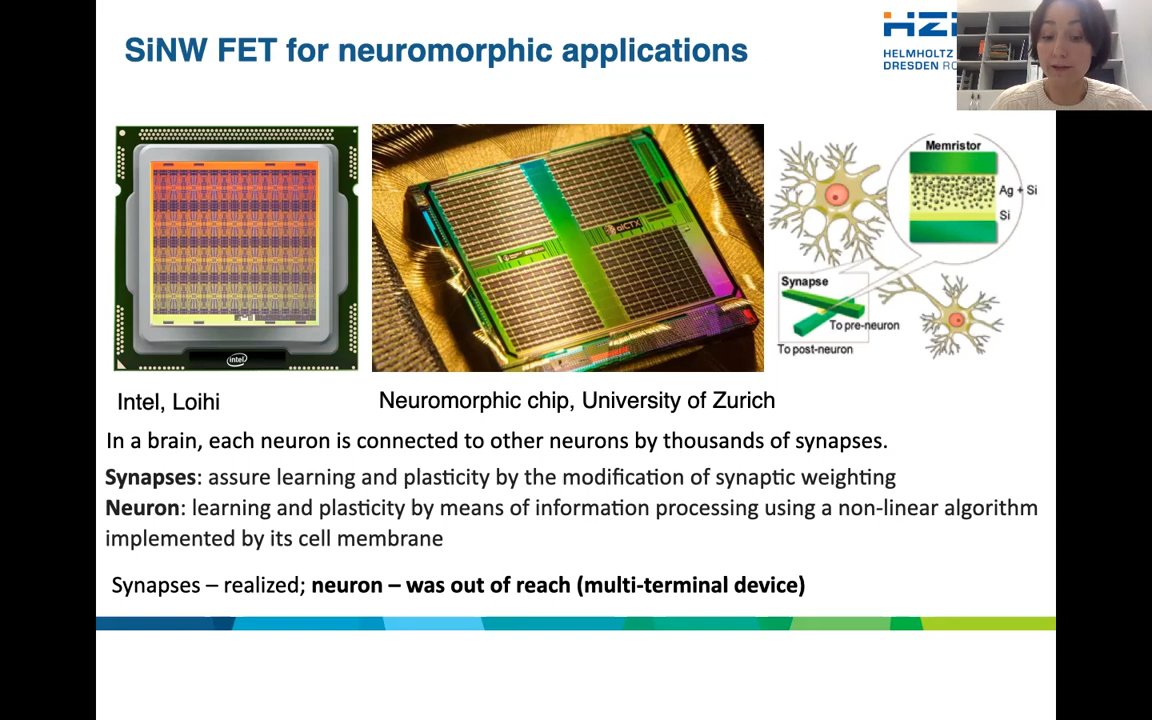 SiNW FET for neuromorphic applications
HELMHOLTZ
DRESDEN RO
intel
aiCTX
Memristor
Ag + Si
Si
Synapse
To pre-neuron
To post-neuron
Intel, Loihi
Neuromorphic chip, University of Zurich
In a brain, each neuron is connected to other neurons by thousands of synapses.
Synapses: assure learning and plasticity by the modification of synaptic weighting
Neuron: learning and plasticity by means of information processing using a non-linear algorithm
implemented by its cell membrane
Synapses – realized; neuron – was out of reach (multi-terminal device)